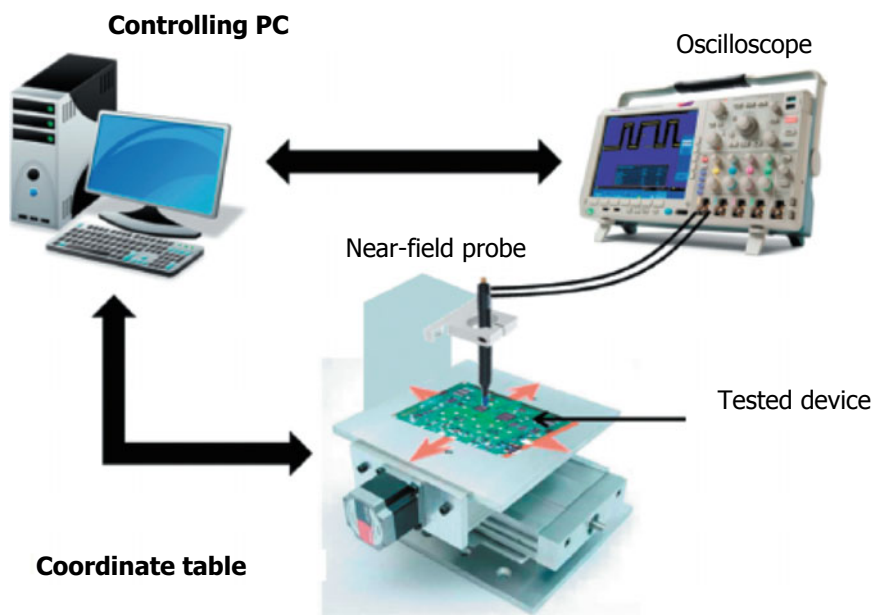 Controlling PC
Oscilloscope
Near-field probe
Tested device
Coordinate table